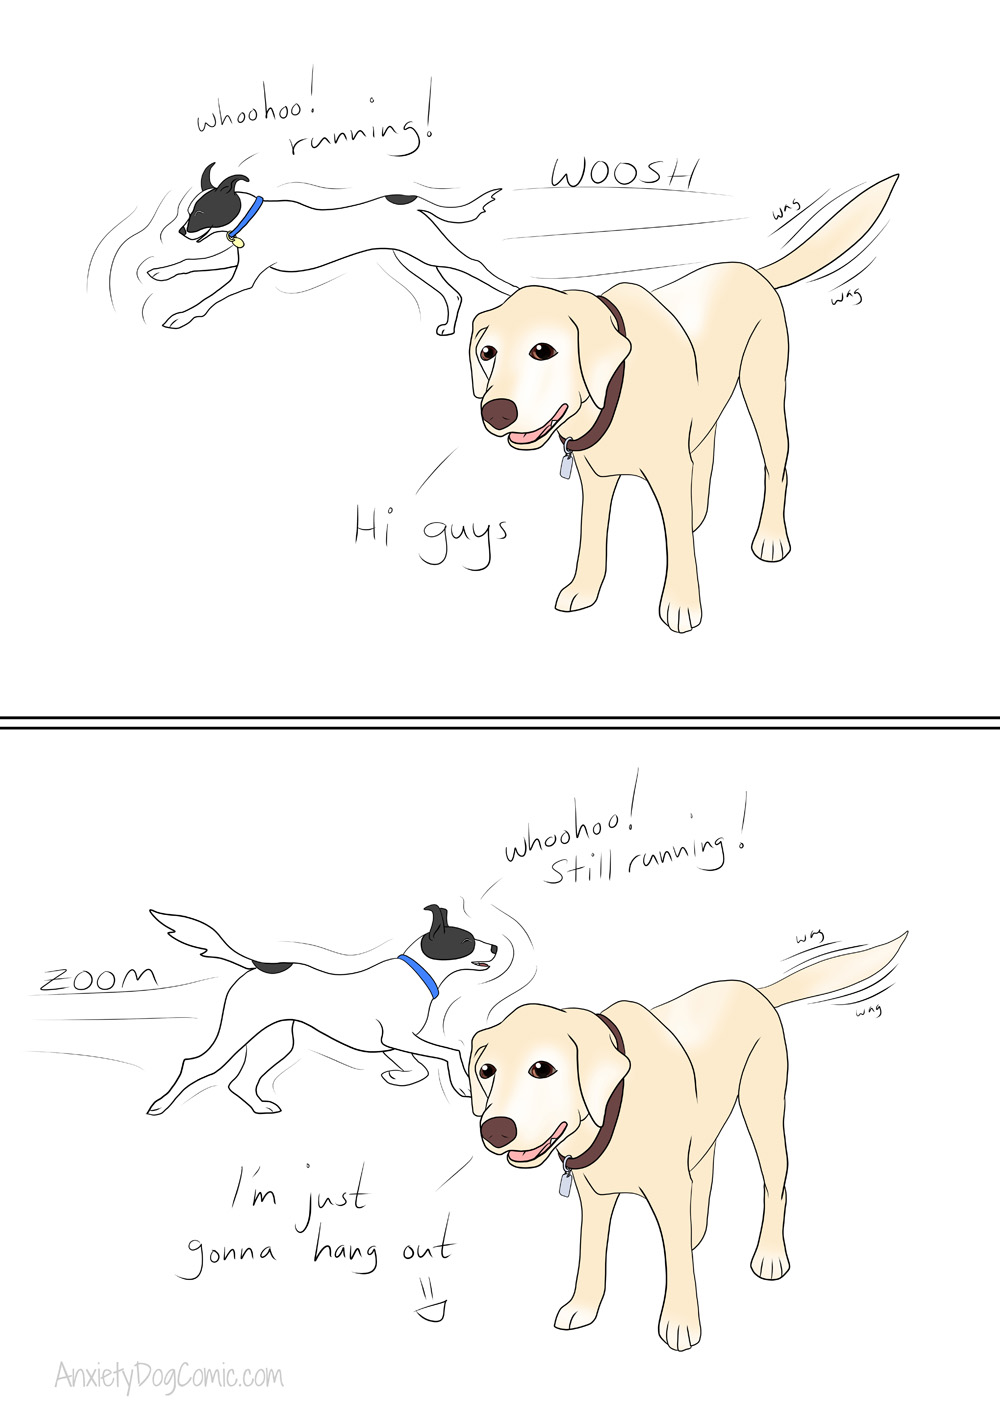 whoohoo!
running!
WOOSH
wag
wag
Hi guys
whoohoo!
Still running!
wag
ZOOM
wag
I'm just
gonna hang out
=D
AnxietyDogComic.com